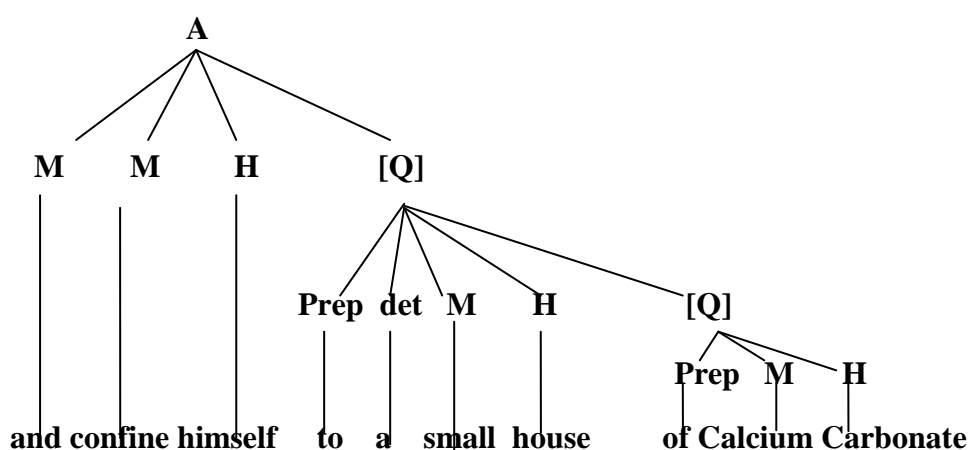 A
M M H [Q]
Prep det M H [Q]
Prep M H
and confine himself to a small house of Calcium Carbonate